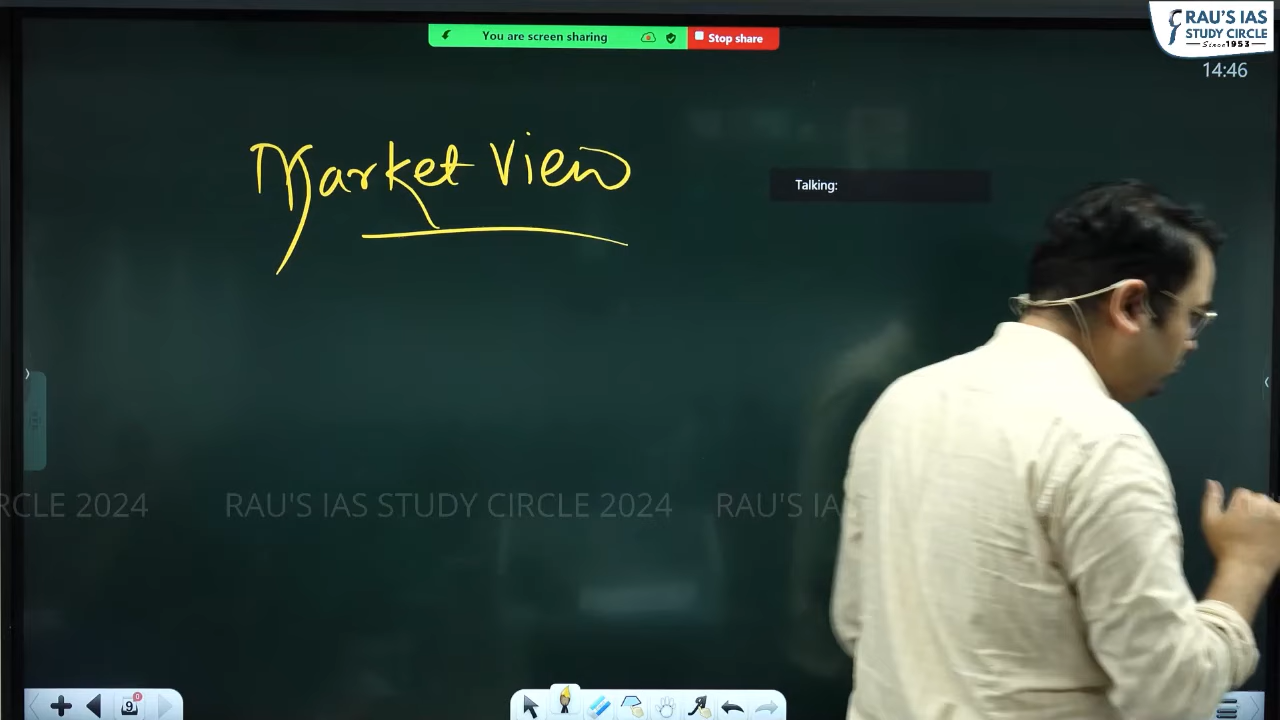 RAU'S IAS
STUDY CIRCLE
Since 1953
You are screen sharing
Stop share
14:46
Market View
Talking:
RCLE 2024 RAU'S IAS STUDY CIRCLE 2024 RAU'S IA
9